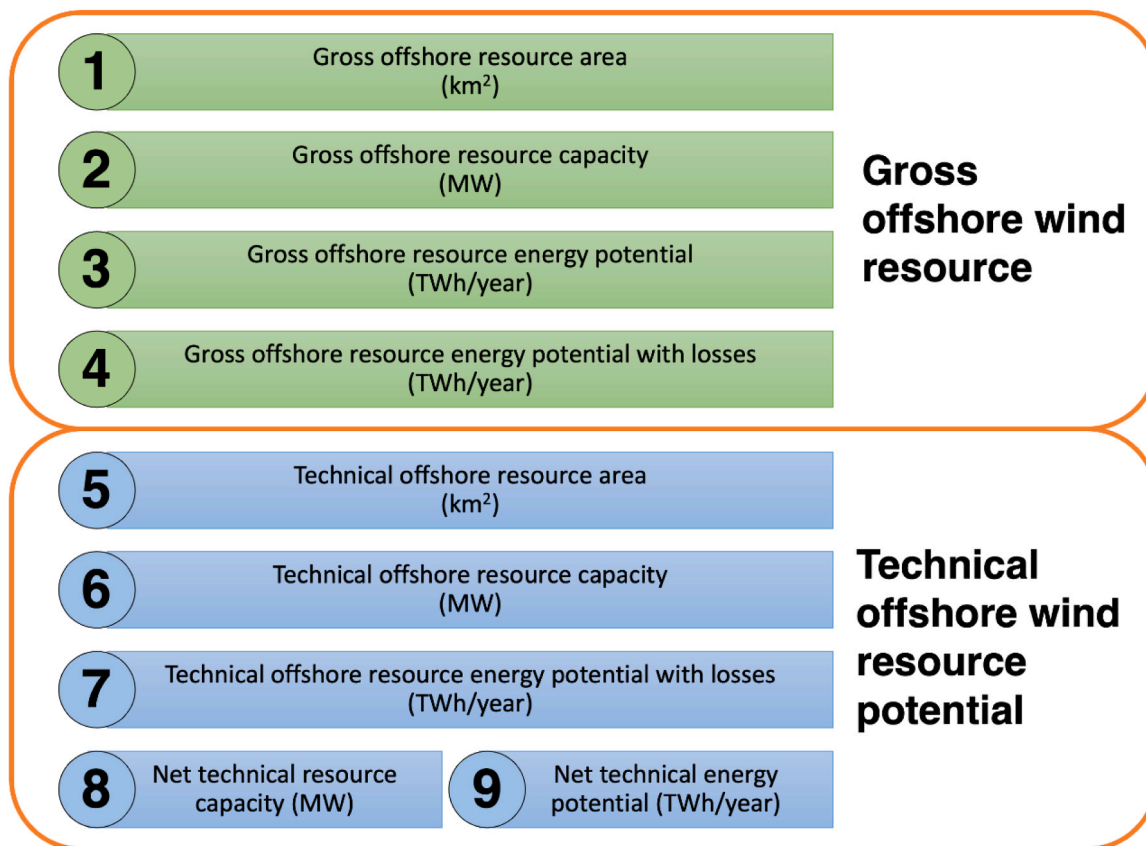 1
Gross offshore resource area
(km²)
2
Gross offshore resource capacity
(MW)
3
Gross offshore resource energy potential
(TWh/year)
4
Gross offshore resource energy potential with losses
(TWh/year)
Gross
offshore wind
resource
5
Technical offshore resource area
(km²)
6
Technical offshore resource capacity
(MW)
7
Technical offshore resource energy potential with losses
(TWh/year)
8
Net technical resource
capacity (MW)
9
Net technical energy
potential (TWh/year)
Technical
offshore wind
resource
potential